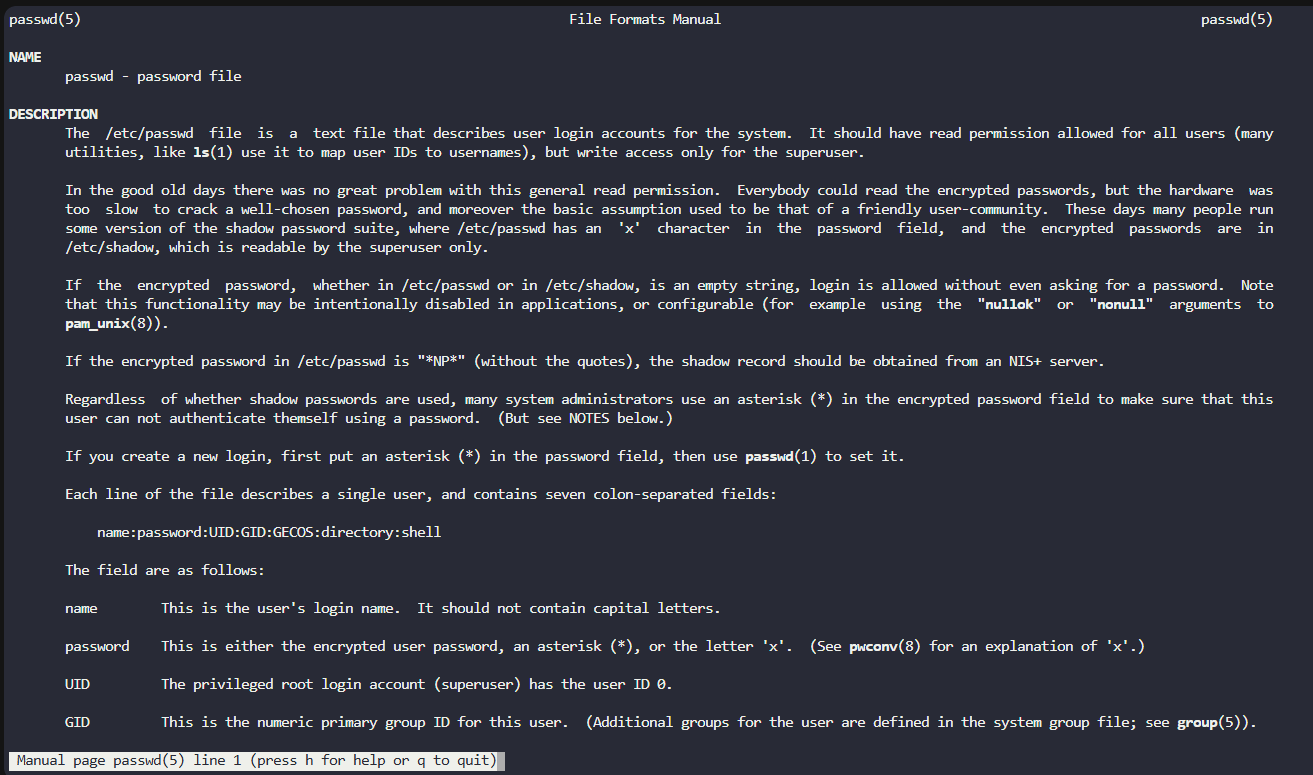 passwd(5) File Formats Manual passwd(5)
NAME
passwd - password file
DESCRIPTION
The /etc/passwd file is a text file that describes user login accounts for the system. It should have read permission allowed for all users (many
utilities, like ls(1) use it to map user IDs to usernames), but write access only for the superuser.
In the good old days there was no great problem with this general read permission. Everybody could read the encrypted passwords, but the hardware was
too slow to crack a well-chosen password, and moreover the basic assumption used to be that of a friendly user-community. These days many people run
some version of the shadow password suite, where /etc/passwd has an 'x' character in the password field, and the encrypted passwords are in
/etc/shadow, which is readable by the superuser only.
If the encrypted password, whether in /etc/passwd or in /etc/shadow, is an empty string, login is allowed without even asking for a password. Note
that this functionality may be intentionally disabled in applications, or configurable (for example using the "nullok" or "nonull" arguments to
pam_unix(8)).
If the encrypted password in /etc/passwd is "*NP*" (without the quotes), the shadow record should be obtained from an NIS+ server.
Regardless of whether shadow passwords are used, many system administrators use an asterisk (*) in the encrypted password field to make sure that this
user can not authenticate themself using a password. (But see NOTES below.)
If you create a new login, first put an asterisk (*) in the password field, then use passwd(1) to set it.
Each line of the file describes a single user, and contains seven colon-separated fields:
name:password:UID:GID:GECOS:directory:shell
The field are as follows:
name This is the user's login name. It should not contain capital letters.
password This is either the encrypted user password, an asterisk (*), or the letter 'x'. (See pwconv(8) for an explanation of 'x'.)
UID The privileged root login account (superuser) has the user ID 0.
GID This is the numeric primary group ID for this user. (Additional groups for the user are defined in the system group file; see group(5)).
Manual page passwd(5) line 1 (press h for help or q to quit)